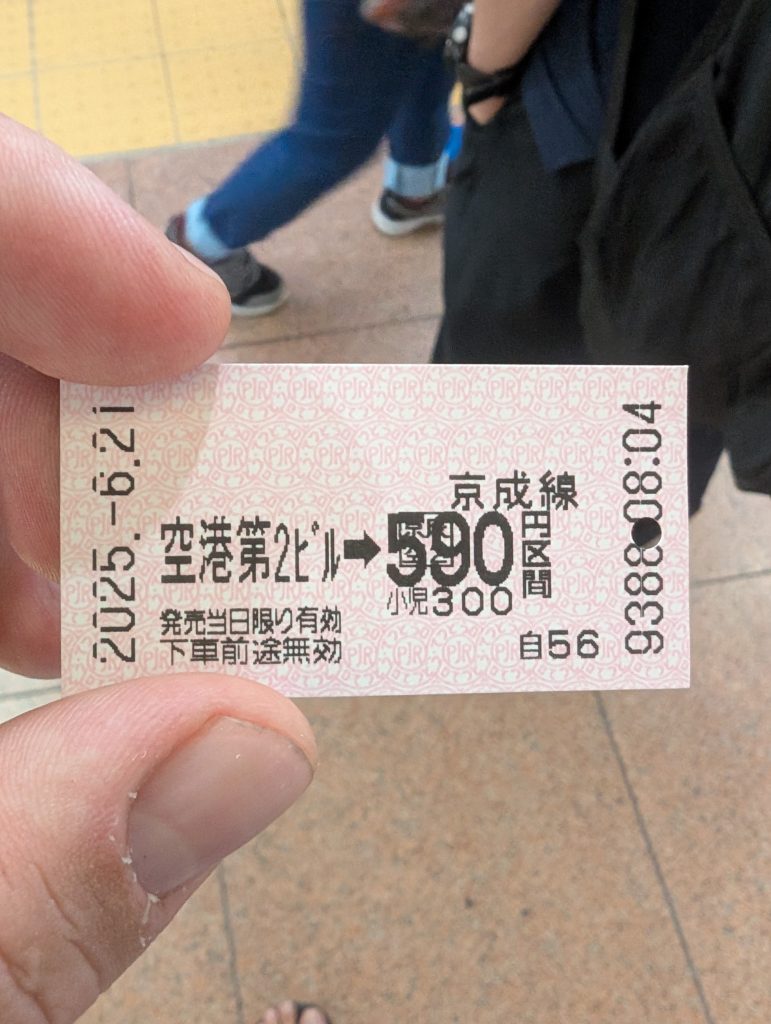 2025.-6.21
京成線
空港第2ビル➡590円区間
小児300
発売当日限り有効
下車前途無効
自56
9388 08:04